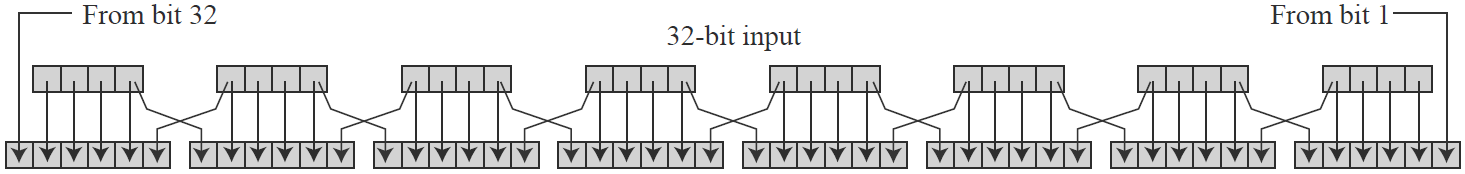 From bit 32
From bit 1
32-bit input